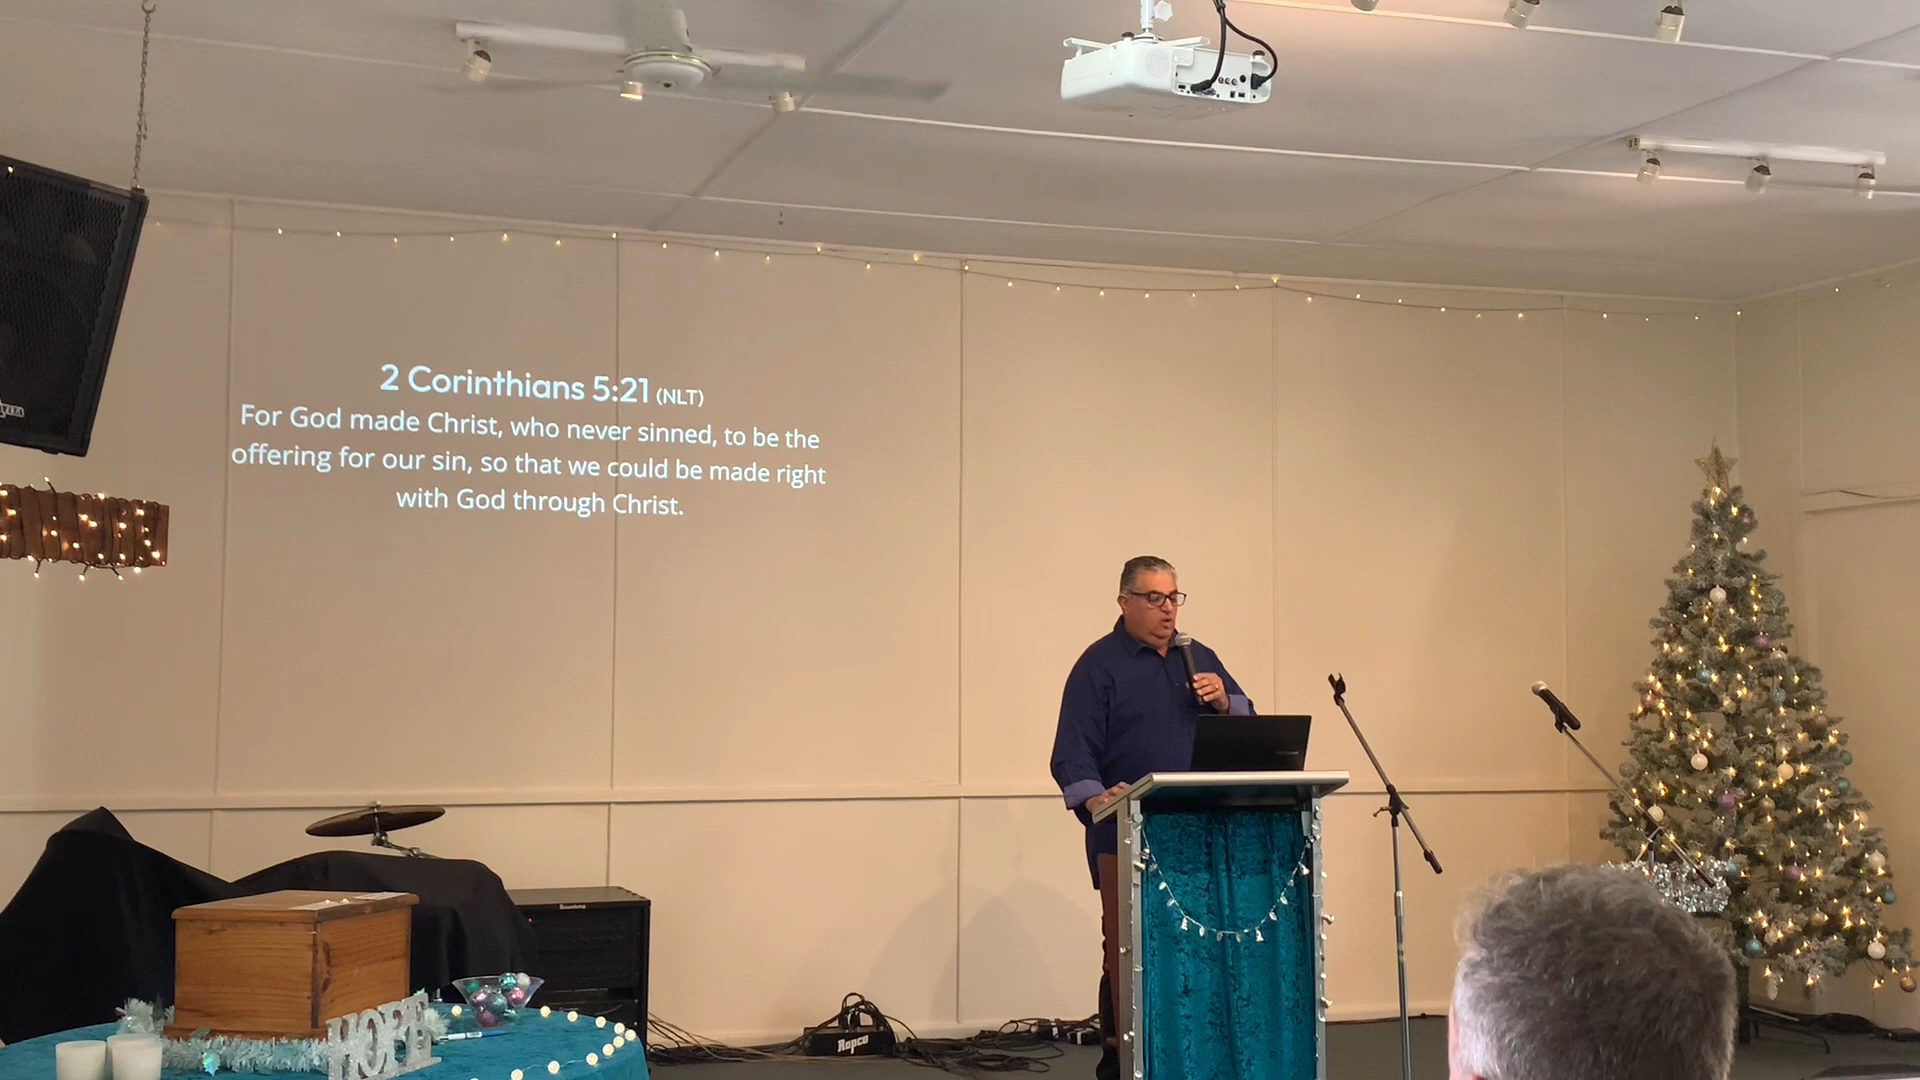 2 Corinthians 5:21 (NLT)
For God made Christ, who never sinned, to be the
offering for our sin, so that we could be made right
with God through Christ.
HOPE
Rapco